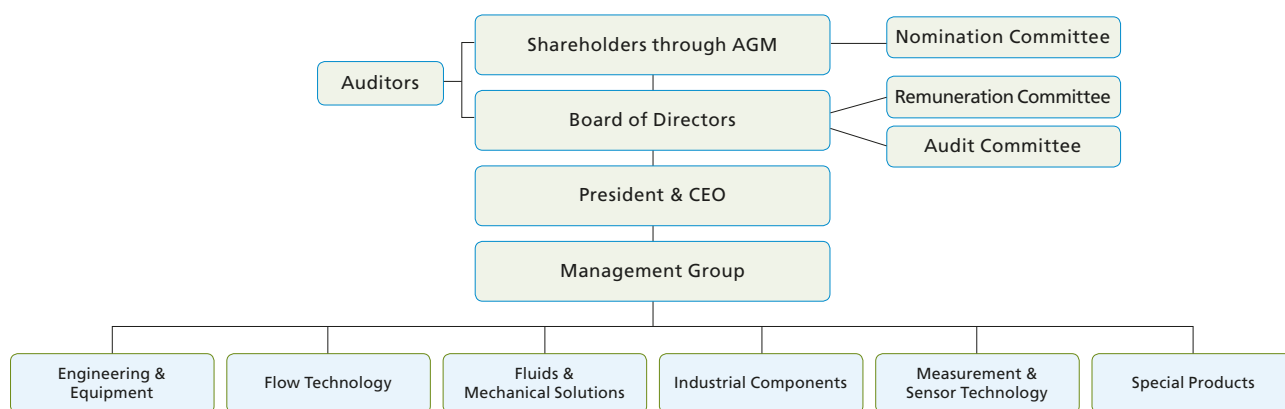 Shareholders through AGM
Nomination Committee
Auditors
Remuneration Committee
Board of Directors
Audit Committee
President & CEO
Management Group
Engineering &
Equipment
Flow Technology
Fluids &
Mechanical Solutions
Industrial Components
Measurement &
Sensor Technology
Special Products